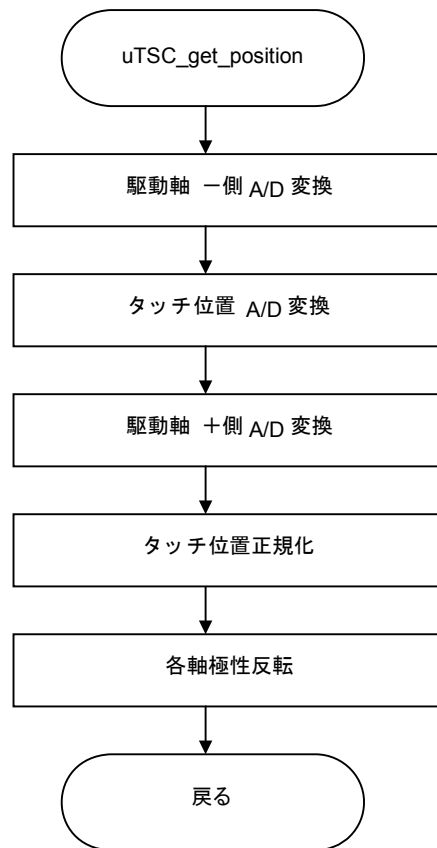 uTSC_get_position
駆動軸 －側 A/D 変換
タッチ位置 A/D 変換
駆動軸 ＋側 A/D 変換
タッチ位置正規化
各軸極性反転
戻る